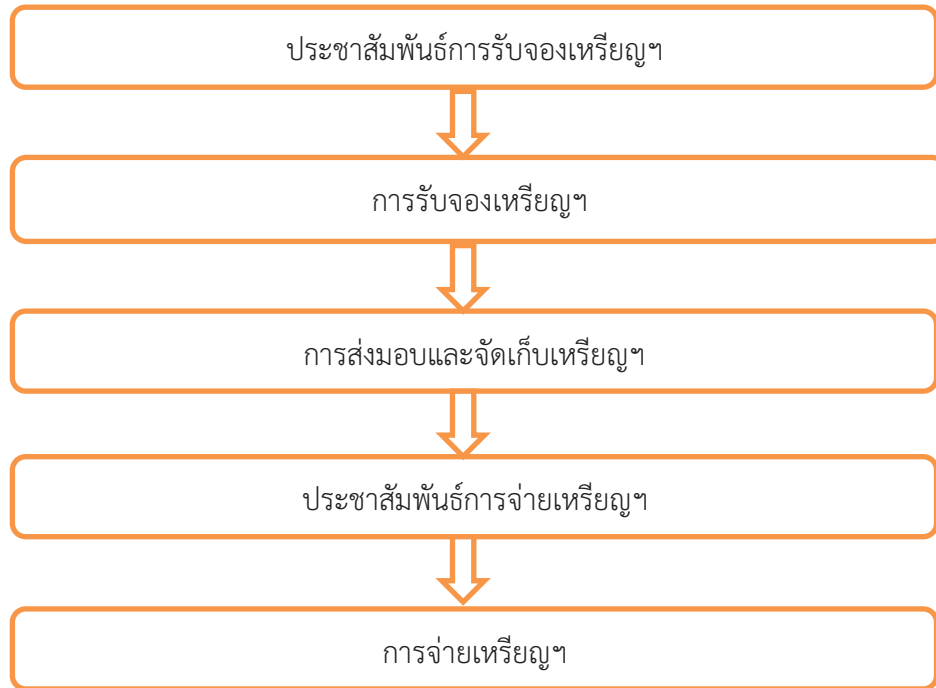 ประชาสัมพันธ์การรับจองเหรียญฯ
การรับจองเหรียญฯ
การส่งมอบและจัดเก็บเหรียญฯ
ประชาสัมพันธ์การจ่ายเหรียญฯ
การจ่ายเหรียญฯ